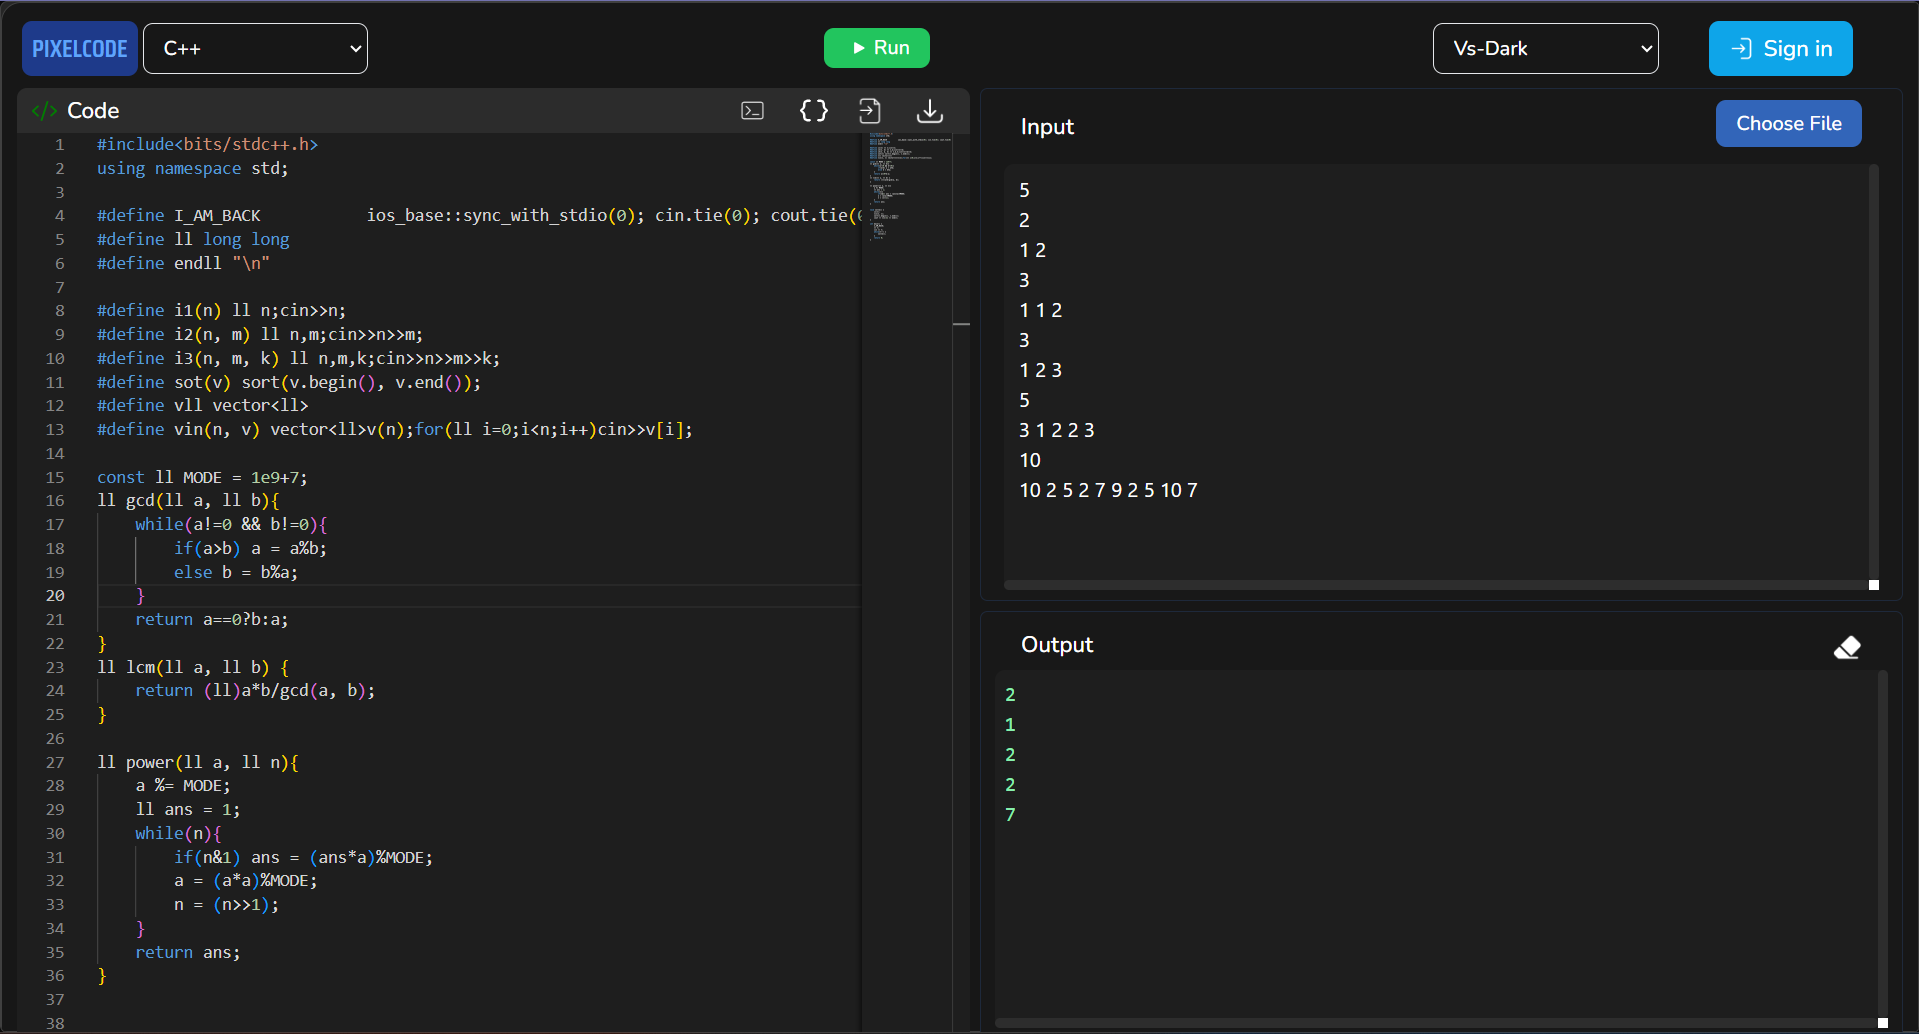 PIXELCODE
C++
Run
Vs-Dark
Sign in
</> Code
1 #include<bits/stdc++.h>
2 using namespace std;
3
4 #define I_AM_BACK           ios_base::sync_with_stdio(0); cin.tie(0); cout.tie(0
5 #define ll long long
6 #define endll "\n"
7
8 #define i1(n) ll n;cin>>n;
9 #define i2(n, m) ll n,m;cin>>n>>m;
10 #define i3(n, m, k) ll n,m,k;cin>>n>>m>>k;
11 #define sot(v) sort(v.begin(), v.end());
12 #define vll vector<ll>
13 #define vin(n, v) vector<ll>v(n);for(ll i=0;i<n;i++)cin>>v[i];
14
15 const ll MODE = 1e9+7;
16 ll gcd(ll a, ll b){
17     while(a!=0 && b!=0){
18         if(a>b) a = a%b;
19         else b = b%a;
20     }
21     return a==0?b:a;
22 }
23 ll lcm(ll a, ll b) {
24     return (ll)a*b/gcd(a, b);
25 }
26
27 ll power(ll a, ll n){
28     a %= MODE;
29     ll ans = 1;
30     while(n){
31         if(n&1) ans = (ans*a)%MODE;
32         a = (a*a)%MODE;
33         n = (n>>1);
34     }
35     return ans;
36 }
37
38
Input
Choose File
5
2
1 2
3
1 1 2
3
1 2 3
5
3 1 2 2 3
10
10 2 5 2 7 9 2 5 10 7
Output
2
1
2
2
7